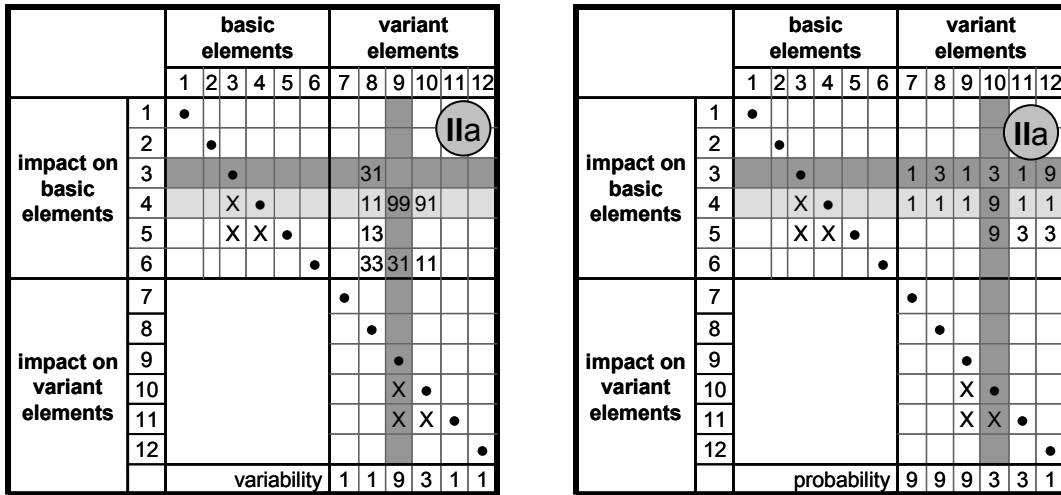 basic elements variant elements
1 2 3 4 5 6 7 8 9 10 11 12
impact on basic elements
1 ●
2 ●
3 ● 31
4 X ● 11 99 91
5 X X ● 13
6 ● 33 31 11
IIa
impact on variant elements
7 ●
8 ●
9 ●
10 X ●
11 X X ●
12 ●
variability 1 1 9 3 1 1
basic elements variant elements
1 2 3 4 5 6 7 8 9 10 11 12
impact on basic elements
1 ●
2 ●
3 ● 1 3 1 3 1 9
4 X ● 1 1 1 9 1 1
5 X X ● 9 3 3
6 ●
IIa
impact on variant elements
7 ●
8 ●
9 ●
10 X ●
11 X X ●
12 ●
probability 9 9 9 3 3 1